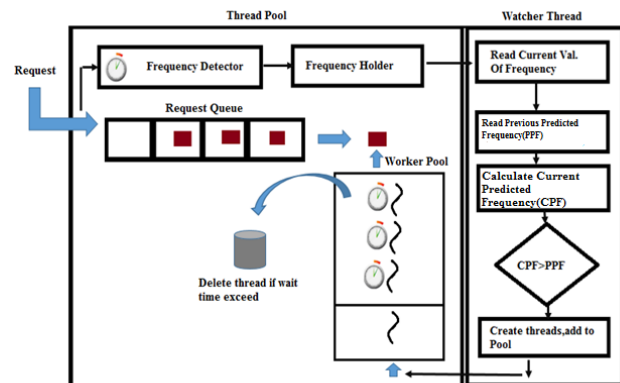 Thread Pool
Watcher Thread
Request
Frequency Detector
Frequency Holder
Read Current Val.
Of Frequency
Request Queue
Read Previous Predicted
Frequency(PPF)
Worker Pool
Calculate Current
Predicted
Frequency(CPF)
CPF>PPF
Delete thread if wait
time exceed
Create threads,add to
Pool